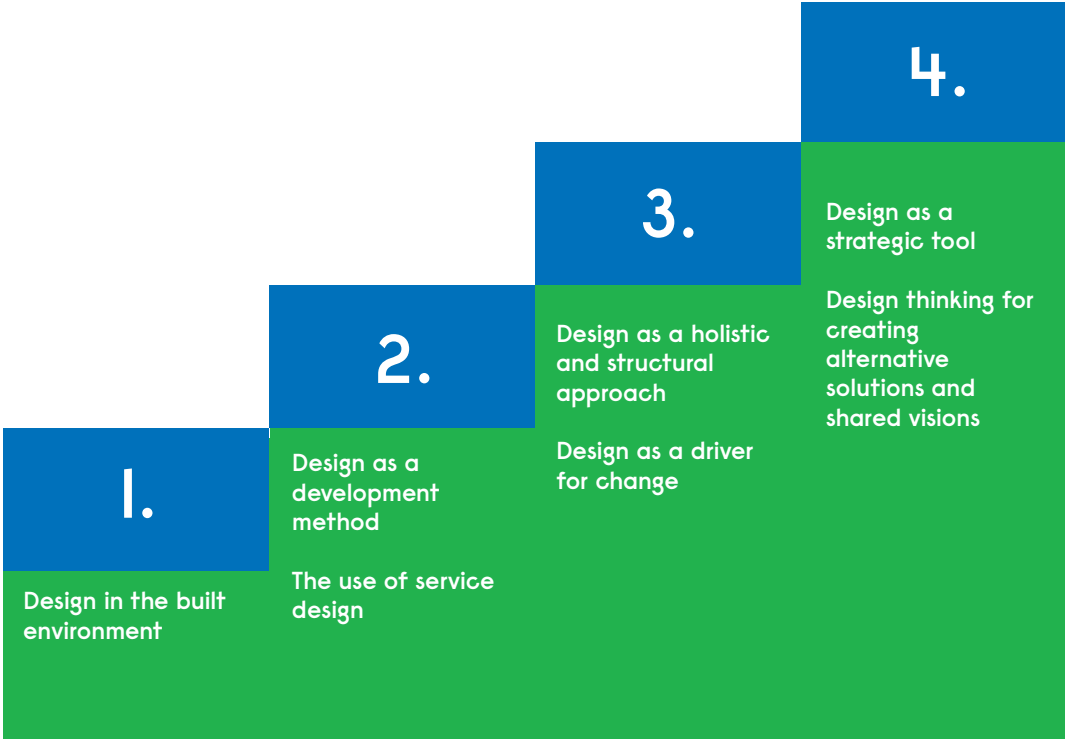 1.
Design in the built
environment
2.
Design as a
development
method
The use of service
design
3.
Design as a holistic
and structural
approach
Design as a driver
for change
4.
Design as a
strategic tool
Design thinking for
creating
alternative
solutions and
shared visions